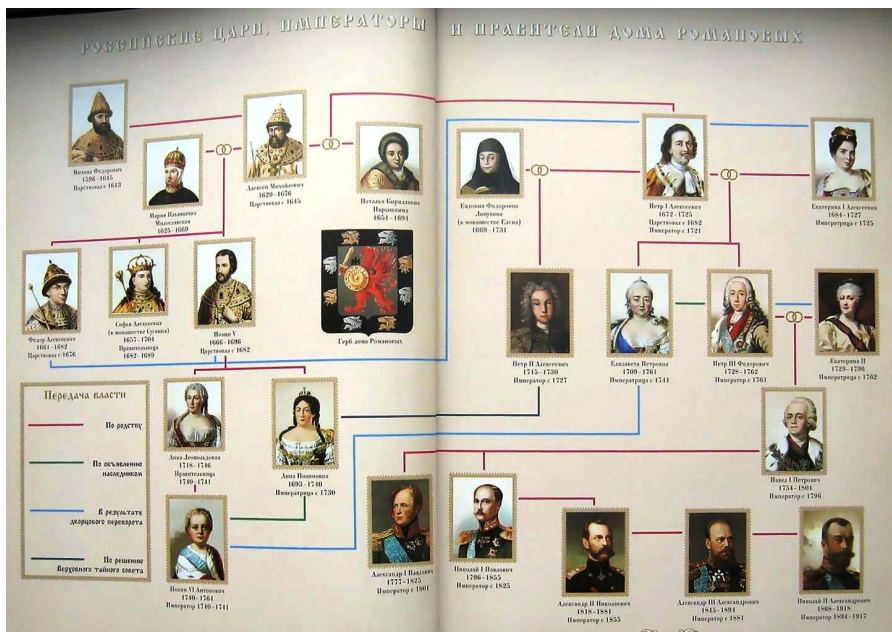 РОССИЙСКИЕ ЦАРИ, ИМПЕРАТОРЫ И ПРАВИТЕЛИ ДОМА РОМАНОВЫХ
Михаил Федорович
1596–1645
Царствовал с 1613
Мария Ильинична
Милославская
1625–1669
Алексей Михайлович
1629–1676
Царствовал с 1645
Наталья Кирилловна
Нарышкина
1651–1694
Евдокия Федоровна
Лопухина
(в монашестве Елена)
1669–1731
Петр I Алексеевич
1672–1725
Царствовал с 1682
Император с 1721
Екатерина I Алексеевна
1684–1727
Императрица с 1725
Федор Алексеевич
1661–1682
Царствовал с 1676
Софья Алексеевна
(в монашестве Сусанна)
1657–1704
Правительница
1682–1689
Иоанн V
1666–1696
Царствовал с 1682
Герб дома Романовых
Петр II Алексеевич
1715–1730
Император с 1727
Елизавета Петровна
1709–1761
Императрица с 1741
Петр III Федорович
1728–1762
Император с 1761
Екатерина II
1729–1796
Императрица с 1762
Передача власти
По родству
По объявлению
наследником
В результате
дворцового переворота
По решению
Верховного тайного совета
Анна Леопольдовна
1718–1746
Правительница
1740–1741
Анна Иоанновна
1693–1740
Императрица с 1730
Павел I Петрович
1754–1801
Император с 1796
Иоанн VI Антонович
1740–1764
Император 1740–1741
Александр I Павлович
1777–1825
Император с 1801
Николай I Павлович
1796–1855
Император с 1825
Александр II Николаевич
1818–1881
Император с 1855
Александр III Александрович
1845–1894
Император с 1881
Николай II Александрович
1868–1918
Император 1894–1917